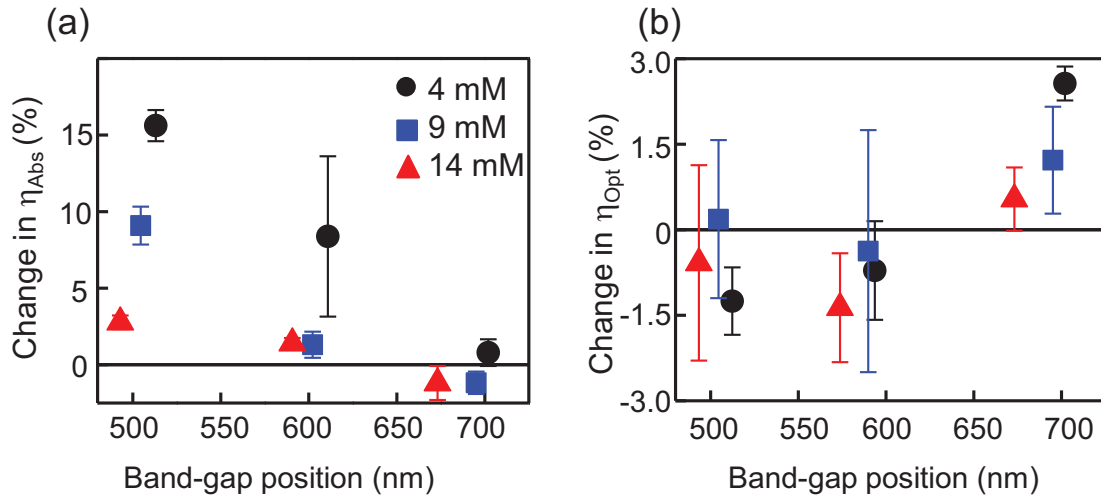 (a)
Change in ηAbs (%)
15
10
5
0
4 mM
9 mM
14 mM
500 550 600 650 700
Band-gap position (nm)
(b)
Change in ηOpt (%)
3.0
1.5
0
-1.5
-3.0
500 550 600 650 700
Band-gap position (nm)